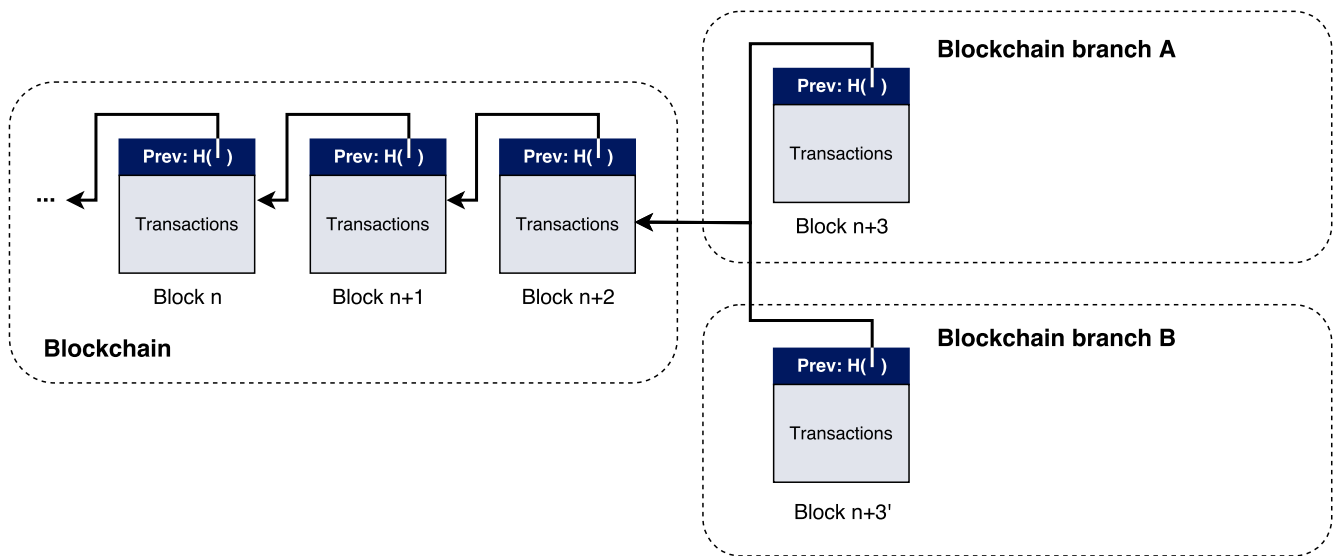 Blockchain branch A
Prev: H( )
Transactions
Block n+3
Prev: H( )
Prev: H( )
Prev: H( )
...
Transactions
Transactions
Transactions
Block n
Block n+1
Block n+2
Blockchain
Blockchain branch B
Prev: H( )
Transactions
Block n+3'